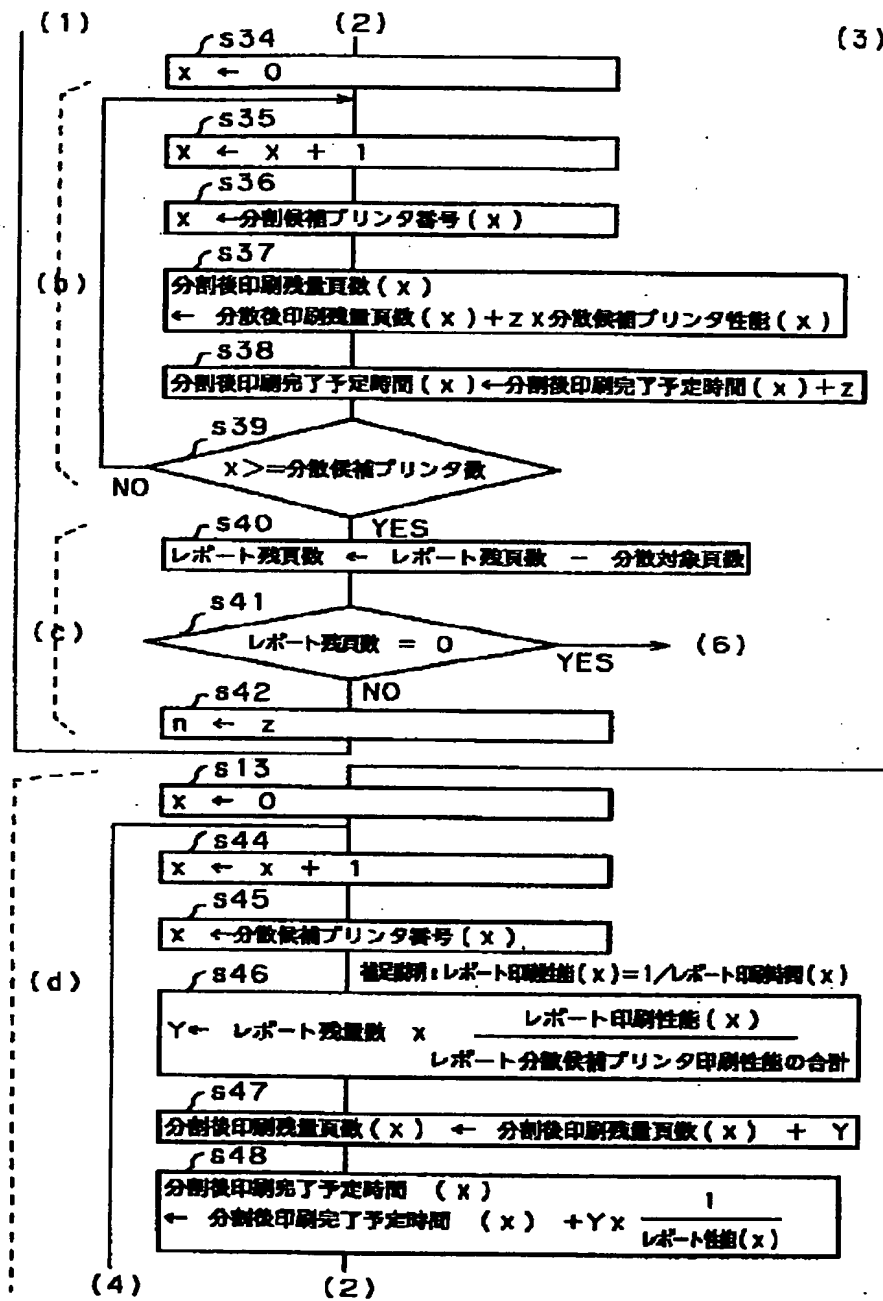 (1) (2) (3)
s34
x ← 0
s35
x ← x + 1
s36
x ←分割候補プリンタ番号(x)
s37
(b)
分割後印刷残量頁数(x)
← 分散後印刷残量頁数(x)+z x分散候補プリンタ性能(x)
s38
分割後印刷完了予定時間(x)←分割後印刷完了予定時間(x)+z
s39
x>=分散候補プリンタ数
NO
YES
s40
レポート残頁数 ← レポート残頁数 - 分散対象頁数
s41
(c)
レポート残頁数 = 0
YES
(6)
NO
s42
n ← z
s13
x ← 0
s44
x ← x + 1
s45
x ←分散候補プリンタ番号(x)
(d)
補足説明:レポート印刷性能(x)=1/レポート印刷時間(x)
s46
Y← レポート残量数 x レポート印刷性能(x)
レポート分散候補プリンタ印刷性能の合計
s47
分割後印刷残量頁数(x) ← 分割後印刷残量頁数(x) + Y
s48
分割後印刷完了予定時間 (x)
← 分割後印刷完了予定時間 (x) +Yx 1
レポート性能(x)
(4) (2)